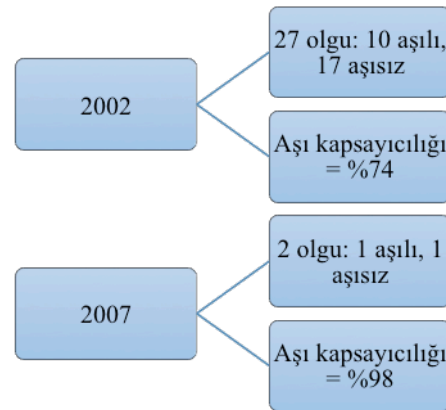 2002
27 olgu: 10 aşılı,
17 aşısız
Aşı kapsayıcılığı
= %74
2007
2 olgu: 1 aşılı, 1
aşısız
Aşı kapsayıcılığı
= %98